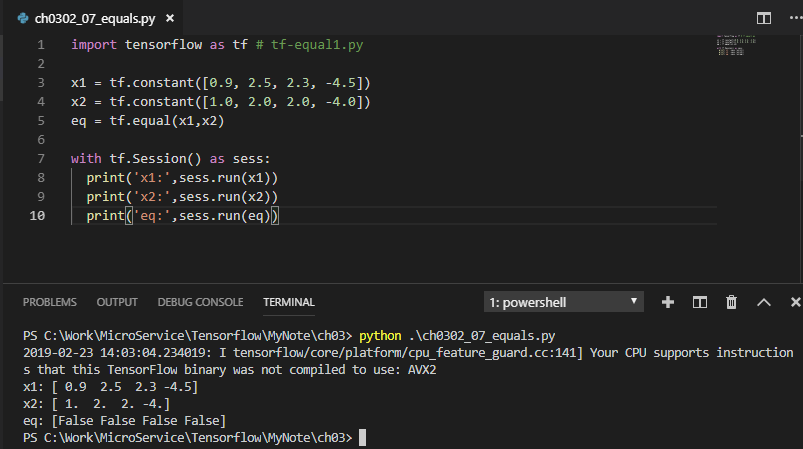 ch0302_07_equals.py ×
1 import tensorflow as tf # tf-equal1.py
2
3 x1 = tf.constant([0.9, 2.5, 2.3, -4.5])
4 x2 = tf.constant([1.0, 2.0, 2.0, -4.0])
5 eq = tf.equal(x1,x2)
6
7 with tf.Session() as sess:
8 print('x1:',sess.run(x1))
9 print('x2:',sess.run(x2))
10 print('eq:',sess.run(eq))
PROBLEMS OUTPUT DEBUG CONSOLE TERMINAL 1: powershell
PS C:\Work\MicroService\Tensorflow\MyNote\ch03> python .\ch0302_07_equals.py
2019-02-23 14:03:04.234019: I tensorflow/core/platform/cpu_feature_guard.cc:141] Your CPU supports instruction
s that this TensorFlow binary was not compiled to use: AVX2
x1: [ 0.9  2.5  2.3 -4.5]
x2: [ 1.  2.  2. -4.]
eq: [False False False False]
PS C:\Work\MicroService\Tensorflow\MyNote\ch03>